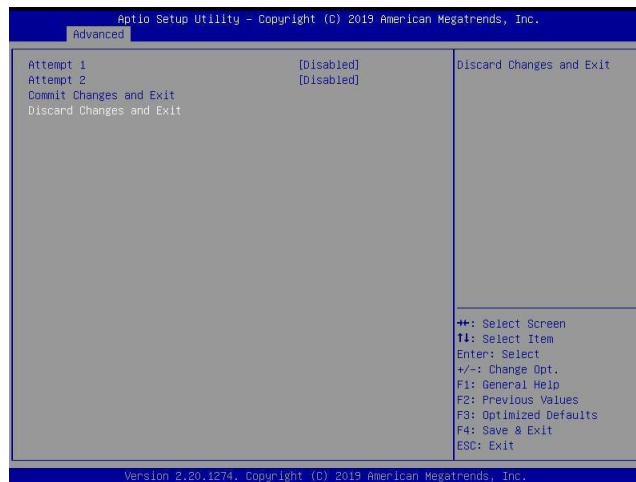 Aptio Setup Utility – Copyright (C) 2019 American Megatrends, Inc.
Advanced
Attempt 1 [Disabled]
Attempt 2 [Disabled]
Commit Changes and Exit
Discard Changes and Exit
Discard Changes and Exit
→←: Select Screen
↑↓: Select Item
Enter: Select
+/-: Change Opt.
F1: General Help
F2: Previous Values
F3: Optimized Defaults
F4: Save & Exit
ESC: Exit
Version 2.20.1274. Copyright (C) 2019 American Megatrends, Inc.